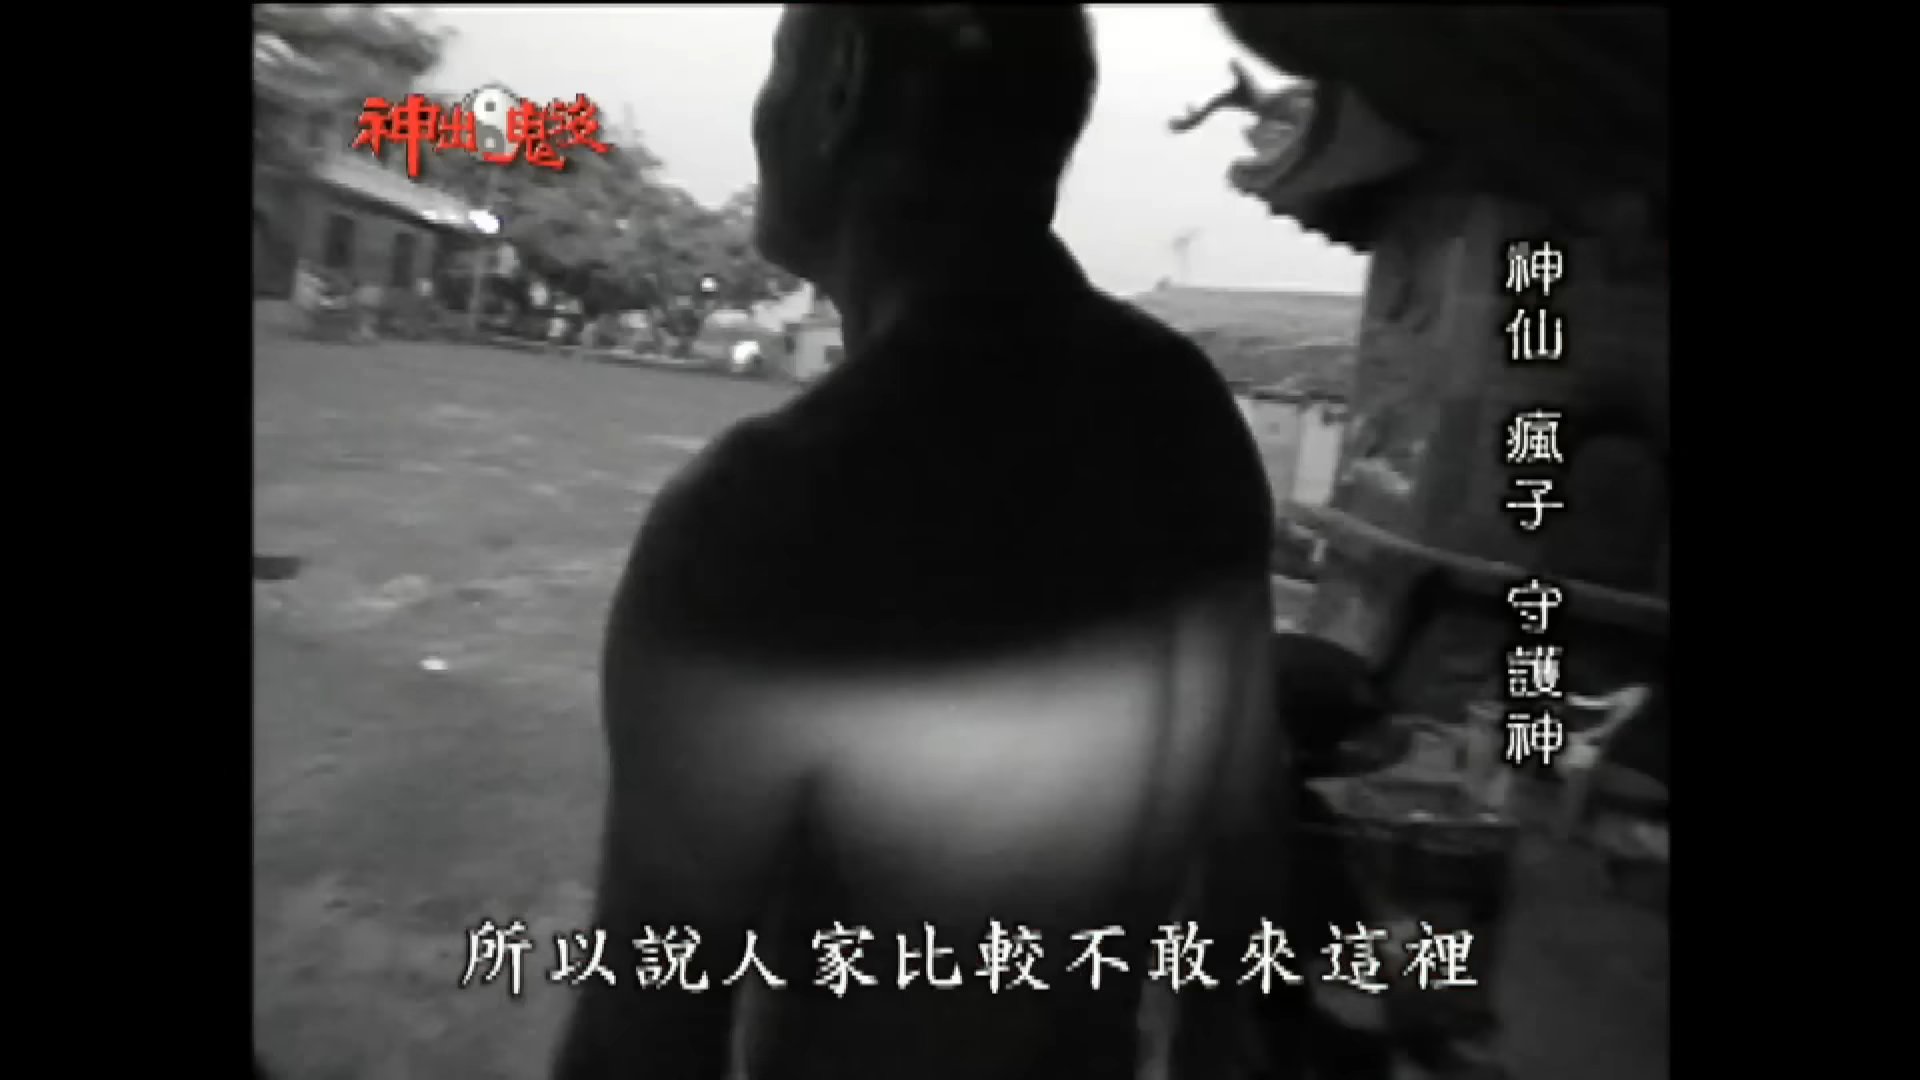 神出鬼沒
神仙 瘋子 守護神
所以說人家比較不敢來這裡